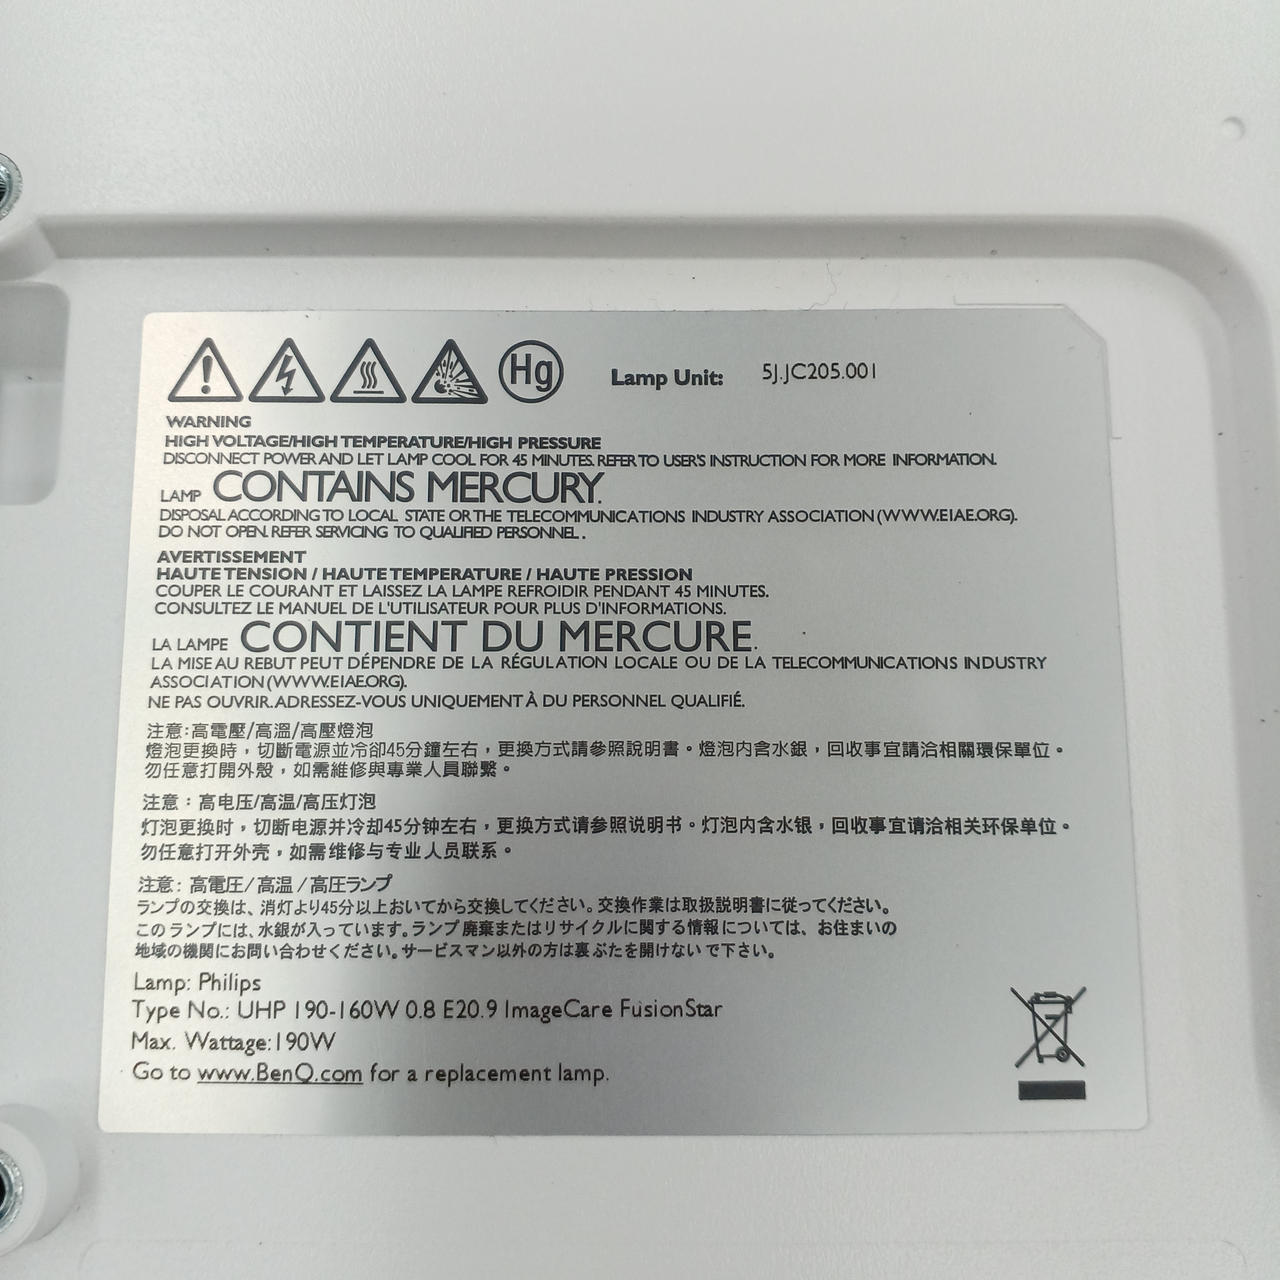 Hg
Lamp Unit: 5J.JC205.001
WARNING
HIGH VOLTAGE/HIGH TEMPERATURE/HIGH PRESSURE
DISCONNECT POWER AND LET LAMP COOL FOR 45 MINUTES. REFER TO USER'S INSTRUCTION FOR MORE INFORMATION.
LAMP CONTAINS MERCURY.
DISPOSAL ACCORDING TO LOCAL STATE OR THE TELECOMMUNICATIONS INDUSTRY ASSOCIATION (WWW.EIAE.ORG).
DO NOT OPEN. REFER SERVICING TO QUALIFIED PERSONNEL.
AVERTISSEMENT
HAUTE TENSION / HAUTE TEMPERATURE / HAUTE PRESSION
COUPER LE COURANT ET LAISSEZ LA LAMPE REFROIDIR PENDANT 45 MINUTES.
CONSULTEZ LE MANUEL DE L'UTILISATEUR POUR PLUS D'INFORMATIONS.
LA LAMPE CONTIENT DU MERCURE.
LA MISE AU REBUT PEUT DÉPENDRE DE LA RÉGULATION LOCALE OU DE LA TELECOMMUNICATIONS INDUSTRY
ASSOCIATION (WWW.EIAE.ORG).
NE PAS OUVRIR. ADRESSEZ-VOUS UNIQUEMENT À DU PERSONNEL QUALIFIÉ.
注意:高電壓/高溫/高壓燈泡
燈泡更換時，切斷電源並冷卻45分鐘左右，更換方式請參照說明書。燈泡內含水銀，回收事宜請洽相關環保單位。
勿任意打開外殼，如需維修與專業人員聯繫。
注意：高电压/高温/高压灯泡
灯泡更换时，切断电源并冷却45分钟左右，更换方式请参照说明书。灯泡内含水银，回收事宜请洽相关环保单位。
勿任意打开外壳，如需维修与专业人员联系。
注意: 高電圧/高温/高圧ランプ
ランプの交換は、消灯より45分以上おいてから交換してください。交換作業は取扱説明書に従ってください。
このランプには、水銀が入っています。ランプ廃棄またはリサイクルに関する情報については、お住まいの
地域の機関にお問い合わせください。サービスマン以外の方は裏ぶたを開けないで下さい。
Lamp: Philips
Type No.: UHP 190-160W 0.8 E20.9 ImageCare FusionStar
Max. Wattage:190W
Go to www.BenQ.com for a replacement lamp.